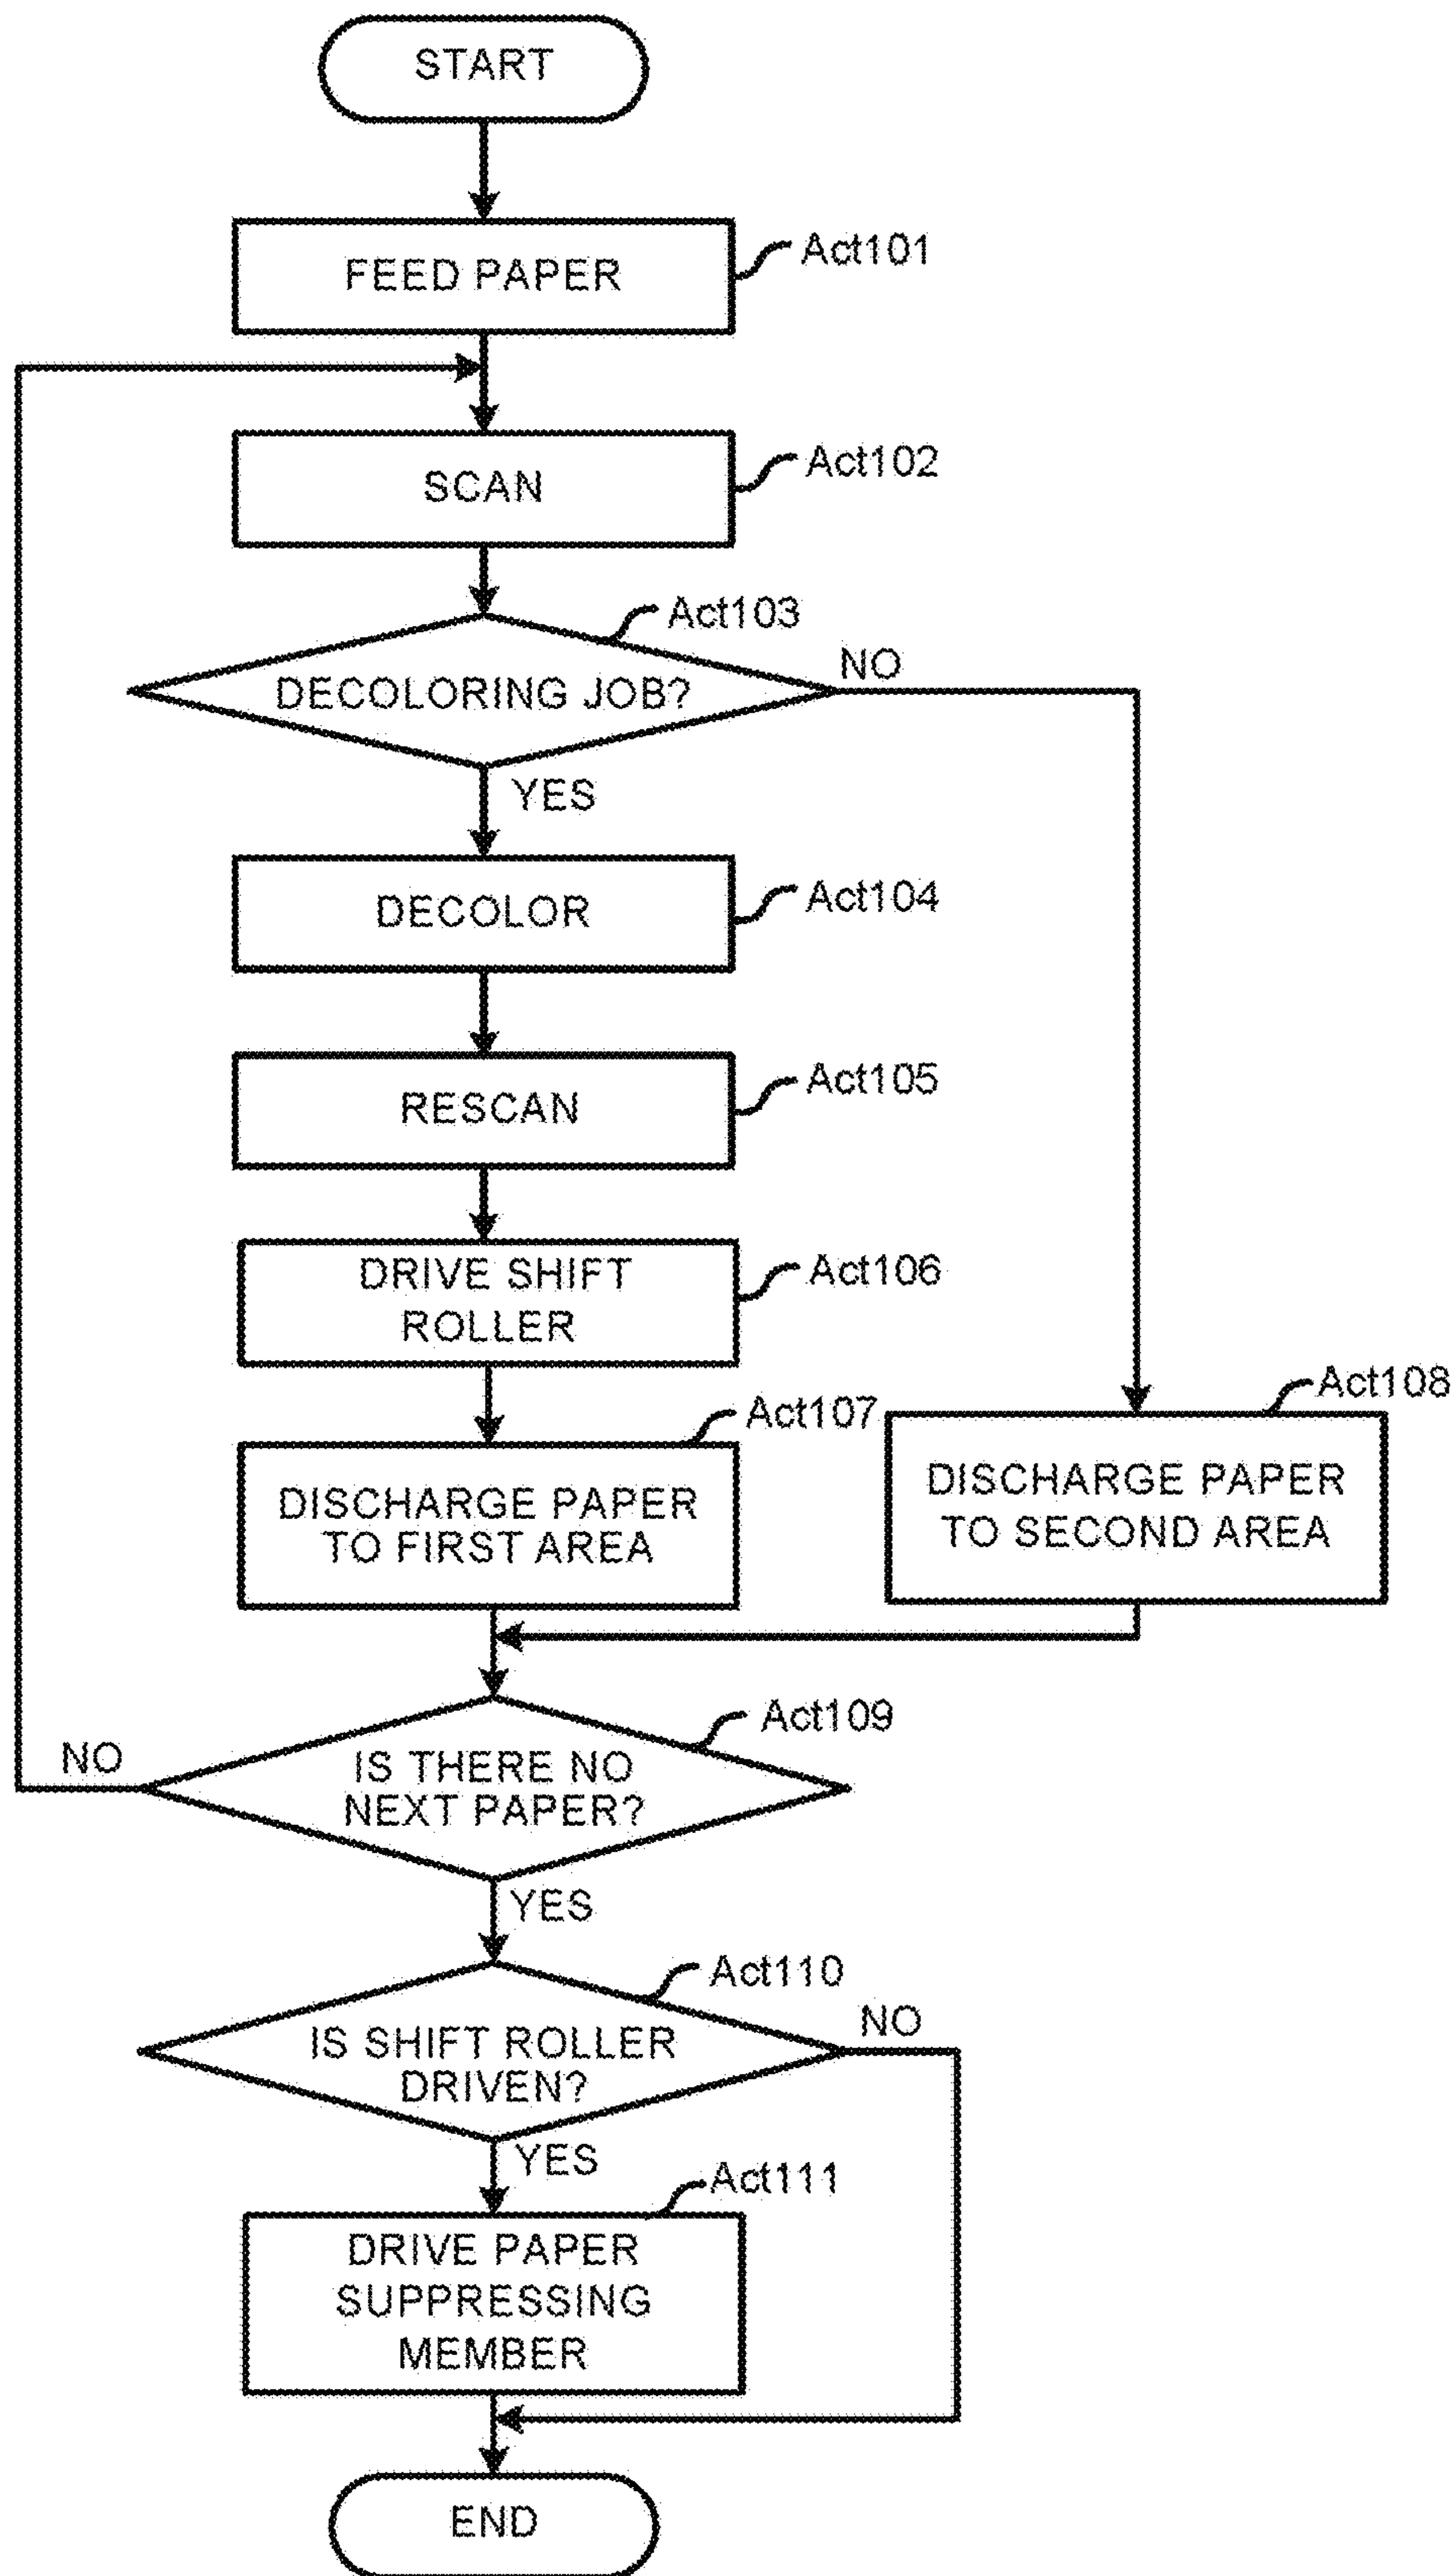 START
FEED PAPER
Act101
SCAN
Act102
Act103
DECOLORING JOB?
NO
YES
DECOLOR
Act104
RESCAN
Act105
DRIVE SHIFT
ROLLER
Act106
Act107
DISCHARGE PAPER
TO FIRST AREA
Act108
DISCHARGE PAPER
TO SECOND AREA
Act109
IS THERE NO
NEXT PAPER?
NO
YES
Act110
IS SHIFT ROLLER
DRIVEN?
NO
YES
Act111
DRIVE PAPER
SUPPRESSING
MEMBER
END